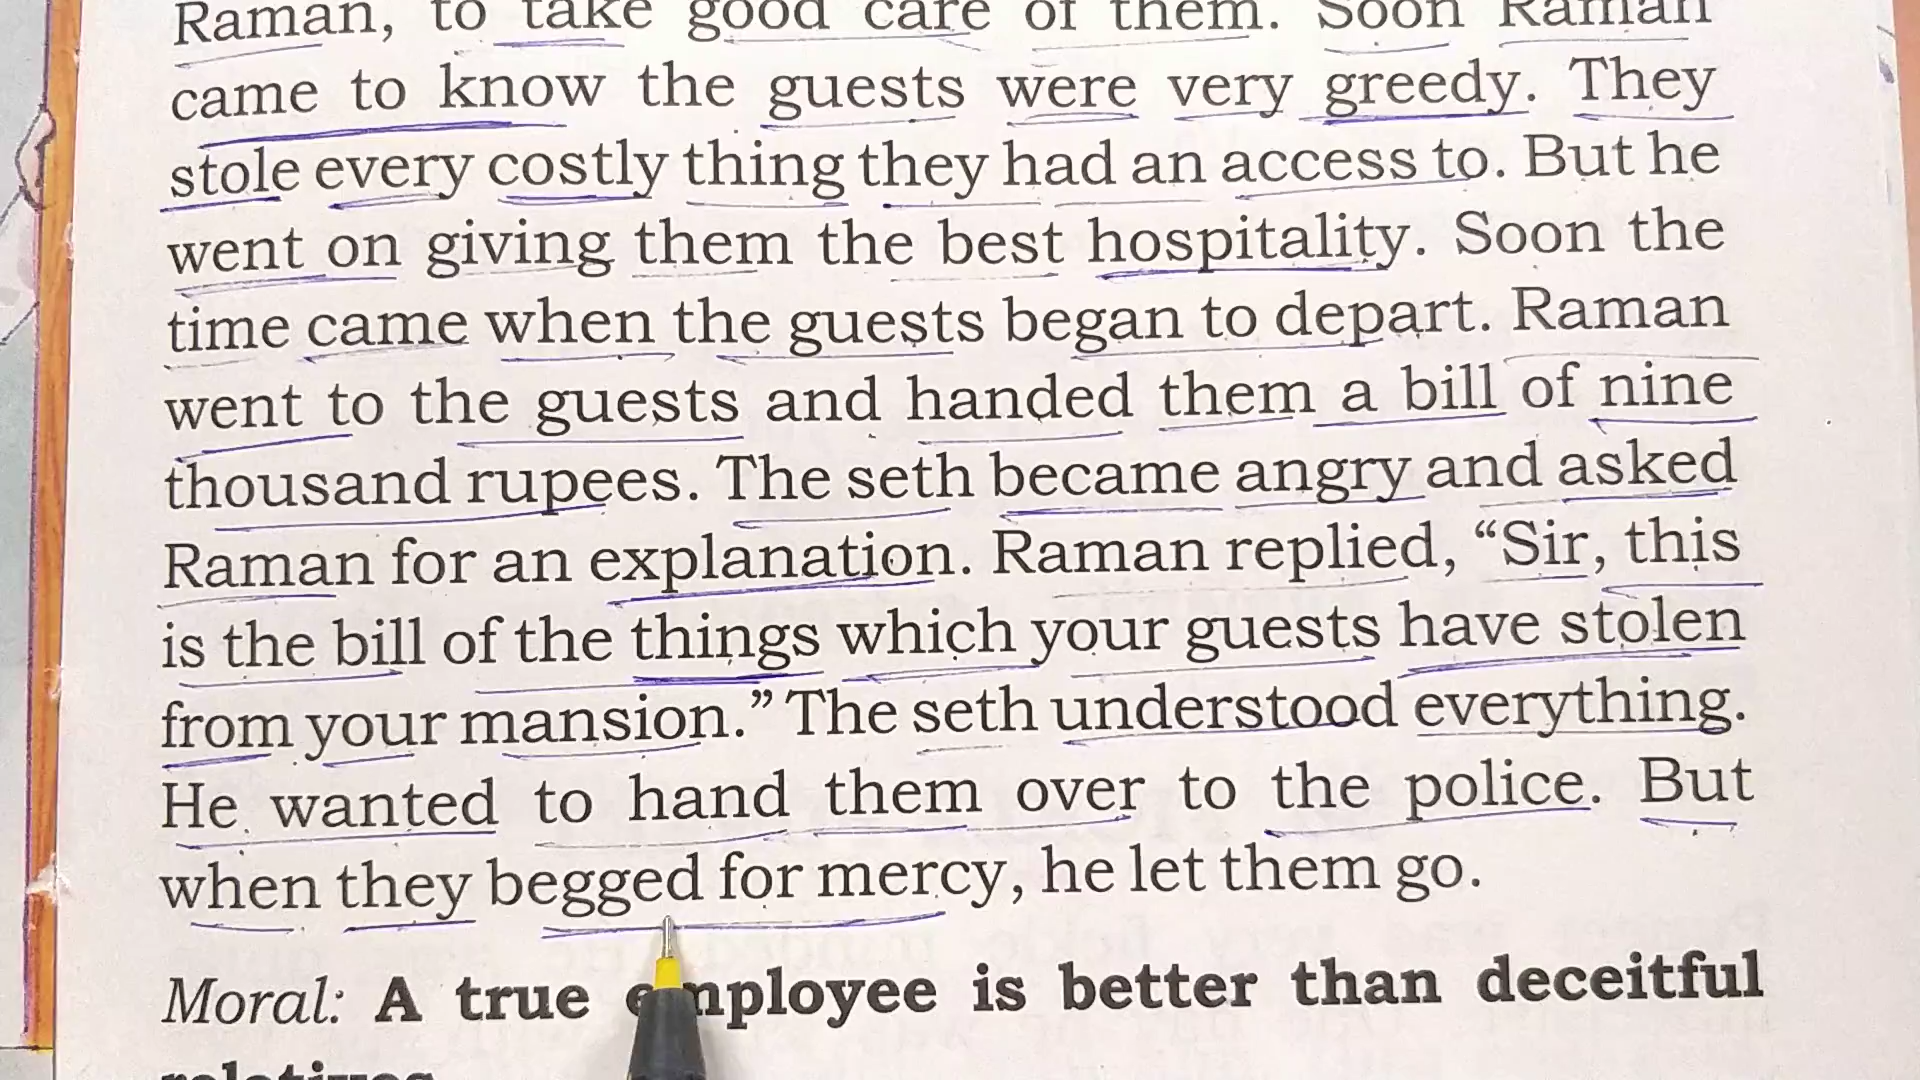 Raman, to take good care of them. Soon Raman
came to know the guests were very greedy. They
stole every costly thing they had an access to. But he
went on giving them the best hospitality. Soon the
time came when the guests began to depart. Raman
went to the guests and handed them a bill of nine
thousand rupees. The seth became angry and asked
Raman for an explanation. Raman replied, “Sir, this
is the bill of the things which your guests have stolen
from your mansion.” The seth understood everything.
He wanted to hand them over to the police. But
when they begged for mercy, he let them go.
Moral: A true employee is better than deceitful
relatives.